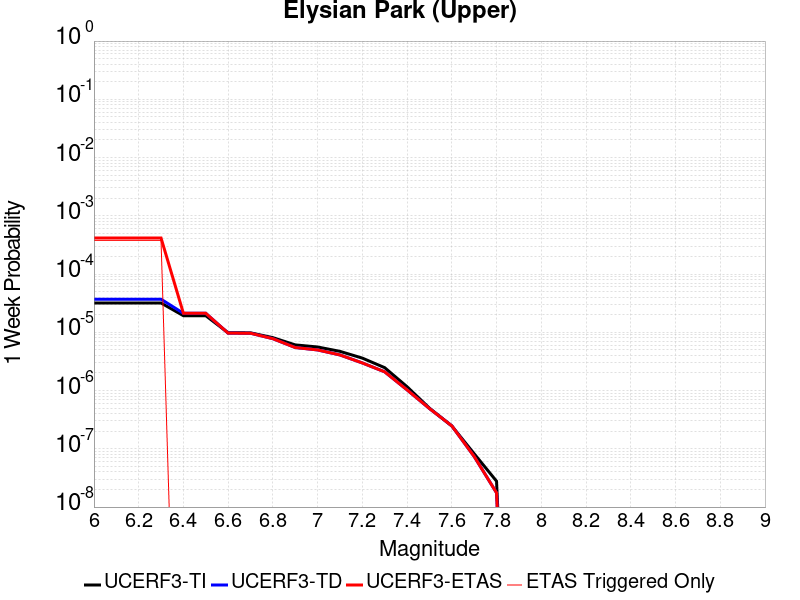 Elysian Park (Upper)
10^0
10^-1
10^-2
10^-3
10^-4
10^-5
10^-6
10^-7
10^-8
1 Week Probability
6 6.2 6.4 6.6 6.8 7 7.2 7.4 7.6 7.8 8 8.2 8.4 8.6 8.8 9
Magnitude
UCERF3-TI UCERF3-TD UCERF3-ETAS ETAS Triggered Only